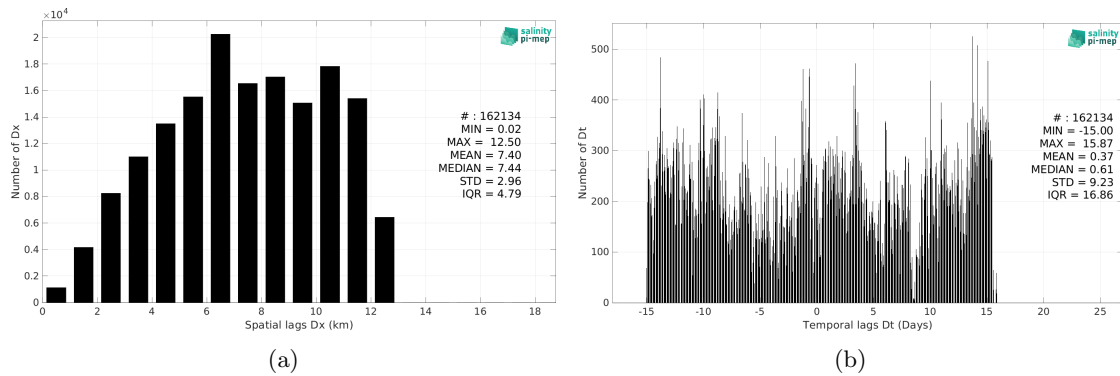 ×10⁴
2
1.8
1.6
1.4
1.2
1
0.8
0.6
0.4
0.2
0
Number of Dx
0 2 4 6 8 10 12 14 16 18
Spatial lags Dx (km)
salinity
pi-mep
# : 162134
MIN = 0.02
MAX = 12.50
MEAN = 7.40
MEDIAN = 7.44
STD = 2.96
IQR = 4.79
(a)
500
400
300
200
100
0
Number of Dt
-15 -10 -5 0 5 10 15 20 25
Temporal lags Dt (Days)
salinity
pi-mep
# : 162134
MIN = -15.00
MAX = 15.87
MEAN = 0.37
MEDIAN = 0.61
STD = 9.23
IQR = 16.86
(b)